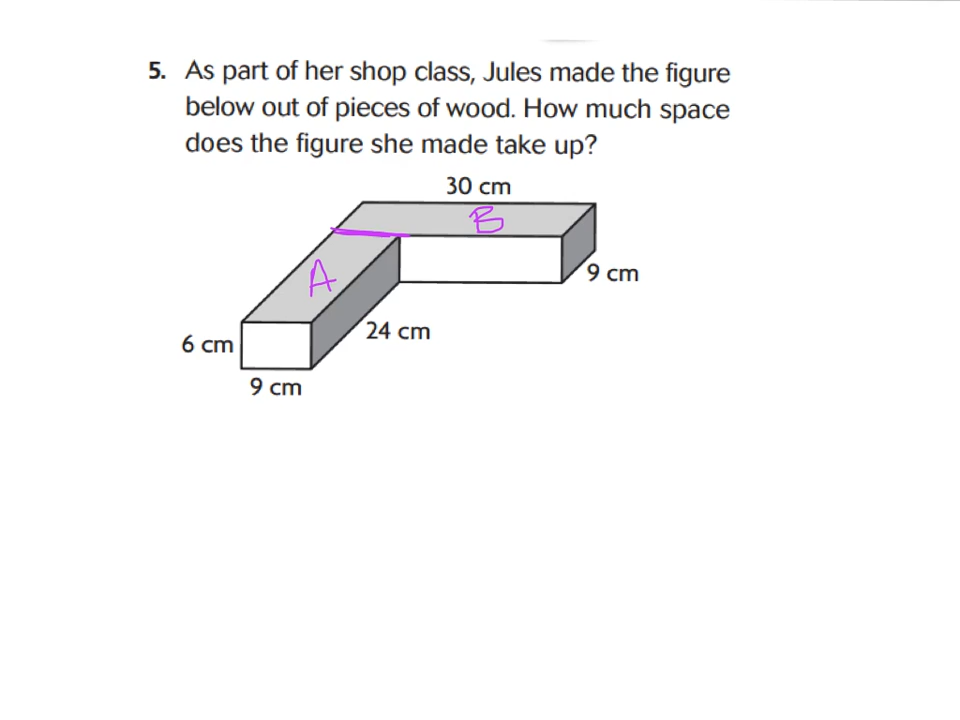 5. As part of her shop class, Jules made the figure
below out of pieces of wood. How much space
does the figure she made take up?
30 cm
B
A
9 cm
24 cm
6 cm
9 cm